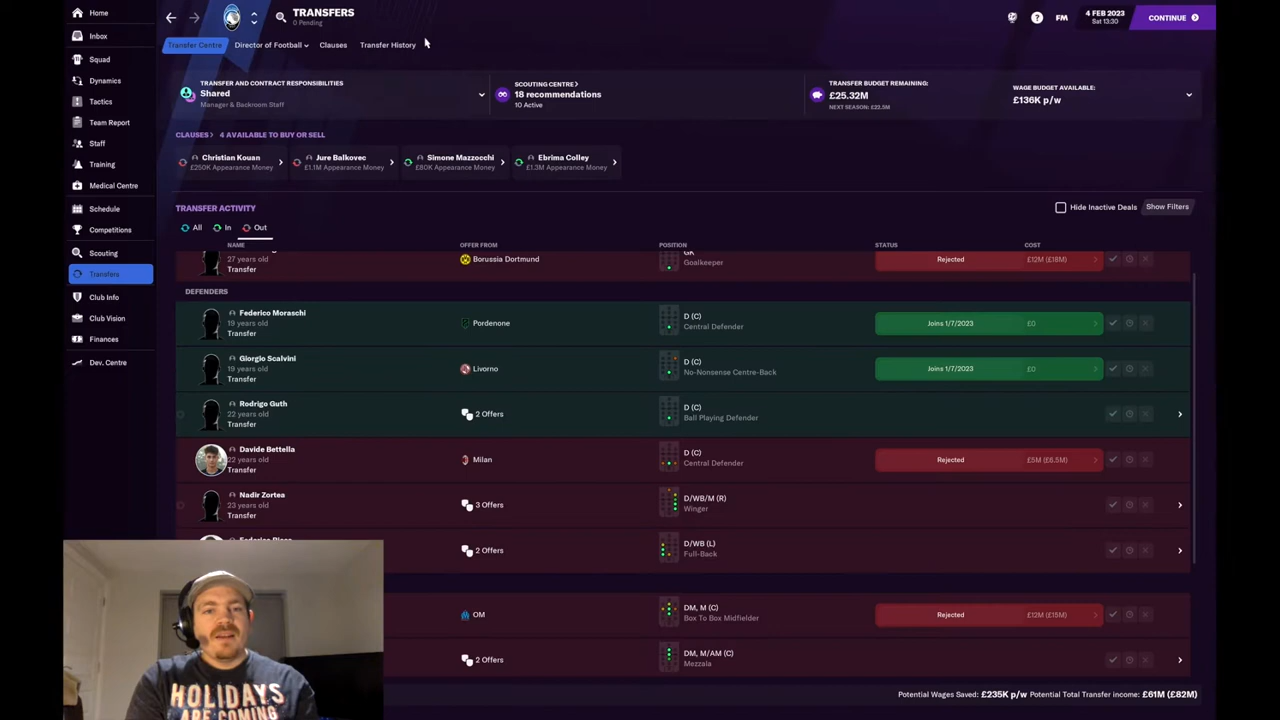 Home
TRANSFERS
0 Pending
FM
4 FEB 2023
Sat 13:30
CONTINUE
Inbox
Squad
Dynamics
Tactics
Team Report
Staff
Training
Medical Centre
Schedule
Competitions
Scouting
Transfers
Club Info
Club Vision
Finances
Dev. Centre
Transfer Centre
Director of Football
Clauses
Transfer History
TRANSFER AND CONTRACT RESPONSIBILITIES
Shared
Manager & Backroom Staff
SCOUTING CENTRE
18 recommendations
10 Active
TRANSFER BUDGET REMAINING:
£25.32M
NEXT SEASON: £22.5M
WAGE BUDGET AVAILABLE:
£136K p/w
CLAUSES 4 AVAILABLE TO BUY OR SELL
Christian Kouan
£250K Appearance Money
Jure Balkovec
£1.1M Appearance Money
Simone Mazzocchi
£80K Appearance Money
Ebrima Colley
£1.3M Appearance Money
TRANSFER ACTIVITY
Hide Inactive Deals
Show Filters
All
In
Out
NAME
OFFER FROM
POSITION
STATUS
COST
27 years old
Transfer
Borussia Dortmund
GK
Goalkeeper
Rejected
£12M (£18M)
DEFENDERS
Federico Moraschi
19 years old
Transfer
Pordenone
D (C)
Central Defender
Joins 1/7/2023
£0
Giorgio Scalvini
19 years old
Transfer
Livorno
D (C)
No-Nonsense Centre-Back
Joins 1/7/2023
£0
Rodrigo Guth
22 years old
Transfer
2 Offers
D (C)
Ball Playing Defender
Davide Bettella
22 years old
Transfer
Milan
D (C)
Central Defender
Rejected
£5M (£6.5M)
Nadir Zortea
23 years old
Transfer
3 Offers
D/WB/M (R)
Winger
2 Offers
D/WB (L)
Full-Back
OM
DM, M (C)
Box To Box Midfielder
Rejected
£12M (£15M)
2 Offers
DM, M/AM (C)
Mezzala
HOLIDAYS
ARE COMING
Potential Wages Saved: £235K p/w Potential Total Transfer income: £61M (£82M)